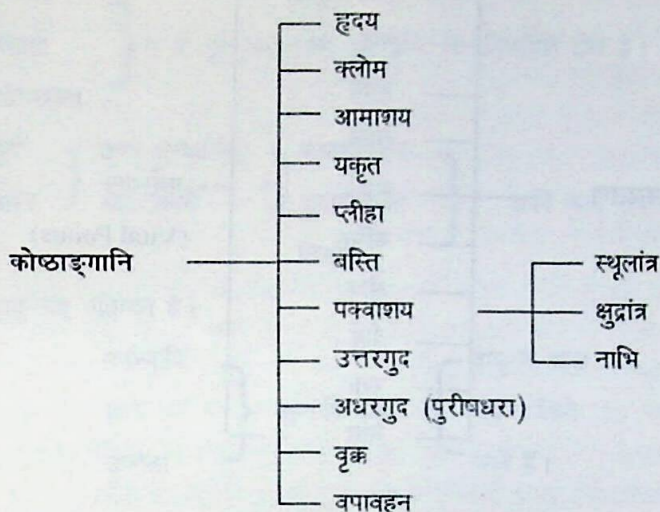 हृदय
क्लोम
आमाशय
यकृत
प्लीहा
कोष्ठाङ्गानि
बस्ति
स्थूलांत्र
पक्वाशय
क्षुद्रांत्र
उत्तरगुद
नाभि
अधरगुद (पुरीषधरा)
वृक्क
वपावहन